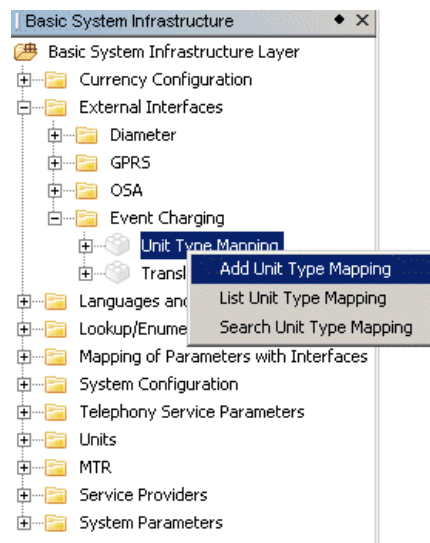 Basic System Infrastructure
Basic System Infrastructure Layer
Currency Configuration
External Interfaces
Diameter
GPRS
OSA
Event Charging
Unit Type Mapping
Add Unit Type Mapping
Transl
List Unit Type Mapping
Languages and
Lookup/Enume
Search Unit Type Mapping
Mapping of Parameters with Interfaces
System Configuration
Telephony Service Parameters
Units
MTR
Service Providers
System Parameters